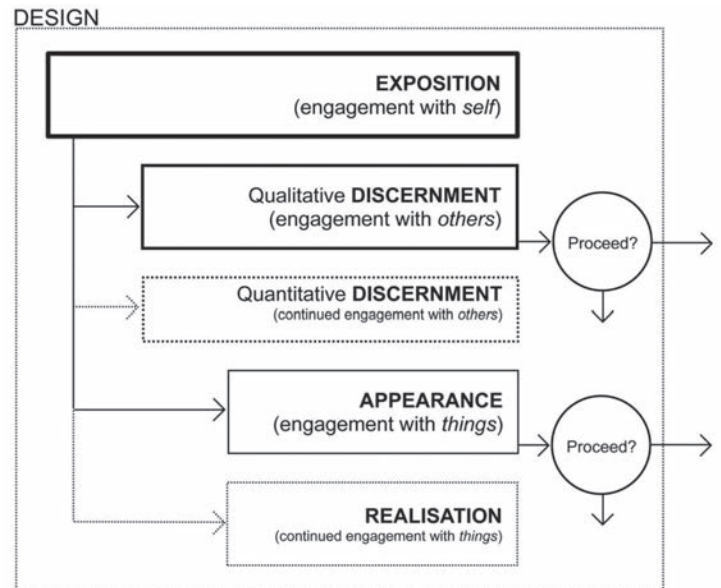 DESIGN
EXPOSITION
(engagement with self)
Qualitative DISCERNMENT
(engagement with others)
Proceed?
Quantitative DISCERNMENT
(continued engagement with others)
APPEARANCE
(engagement with things)
Proceed?
REALISATION
(continued engagement with things)